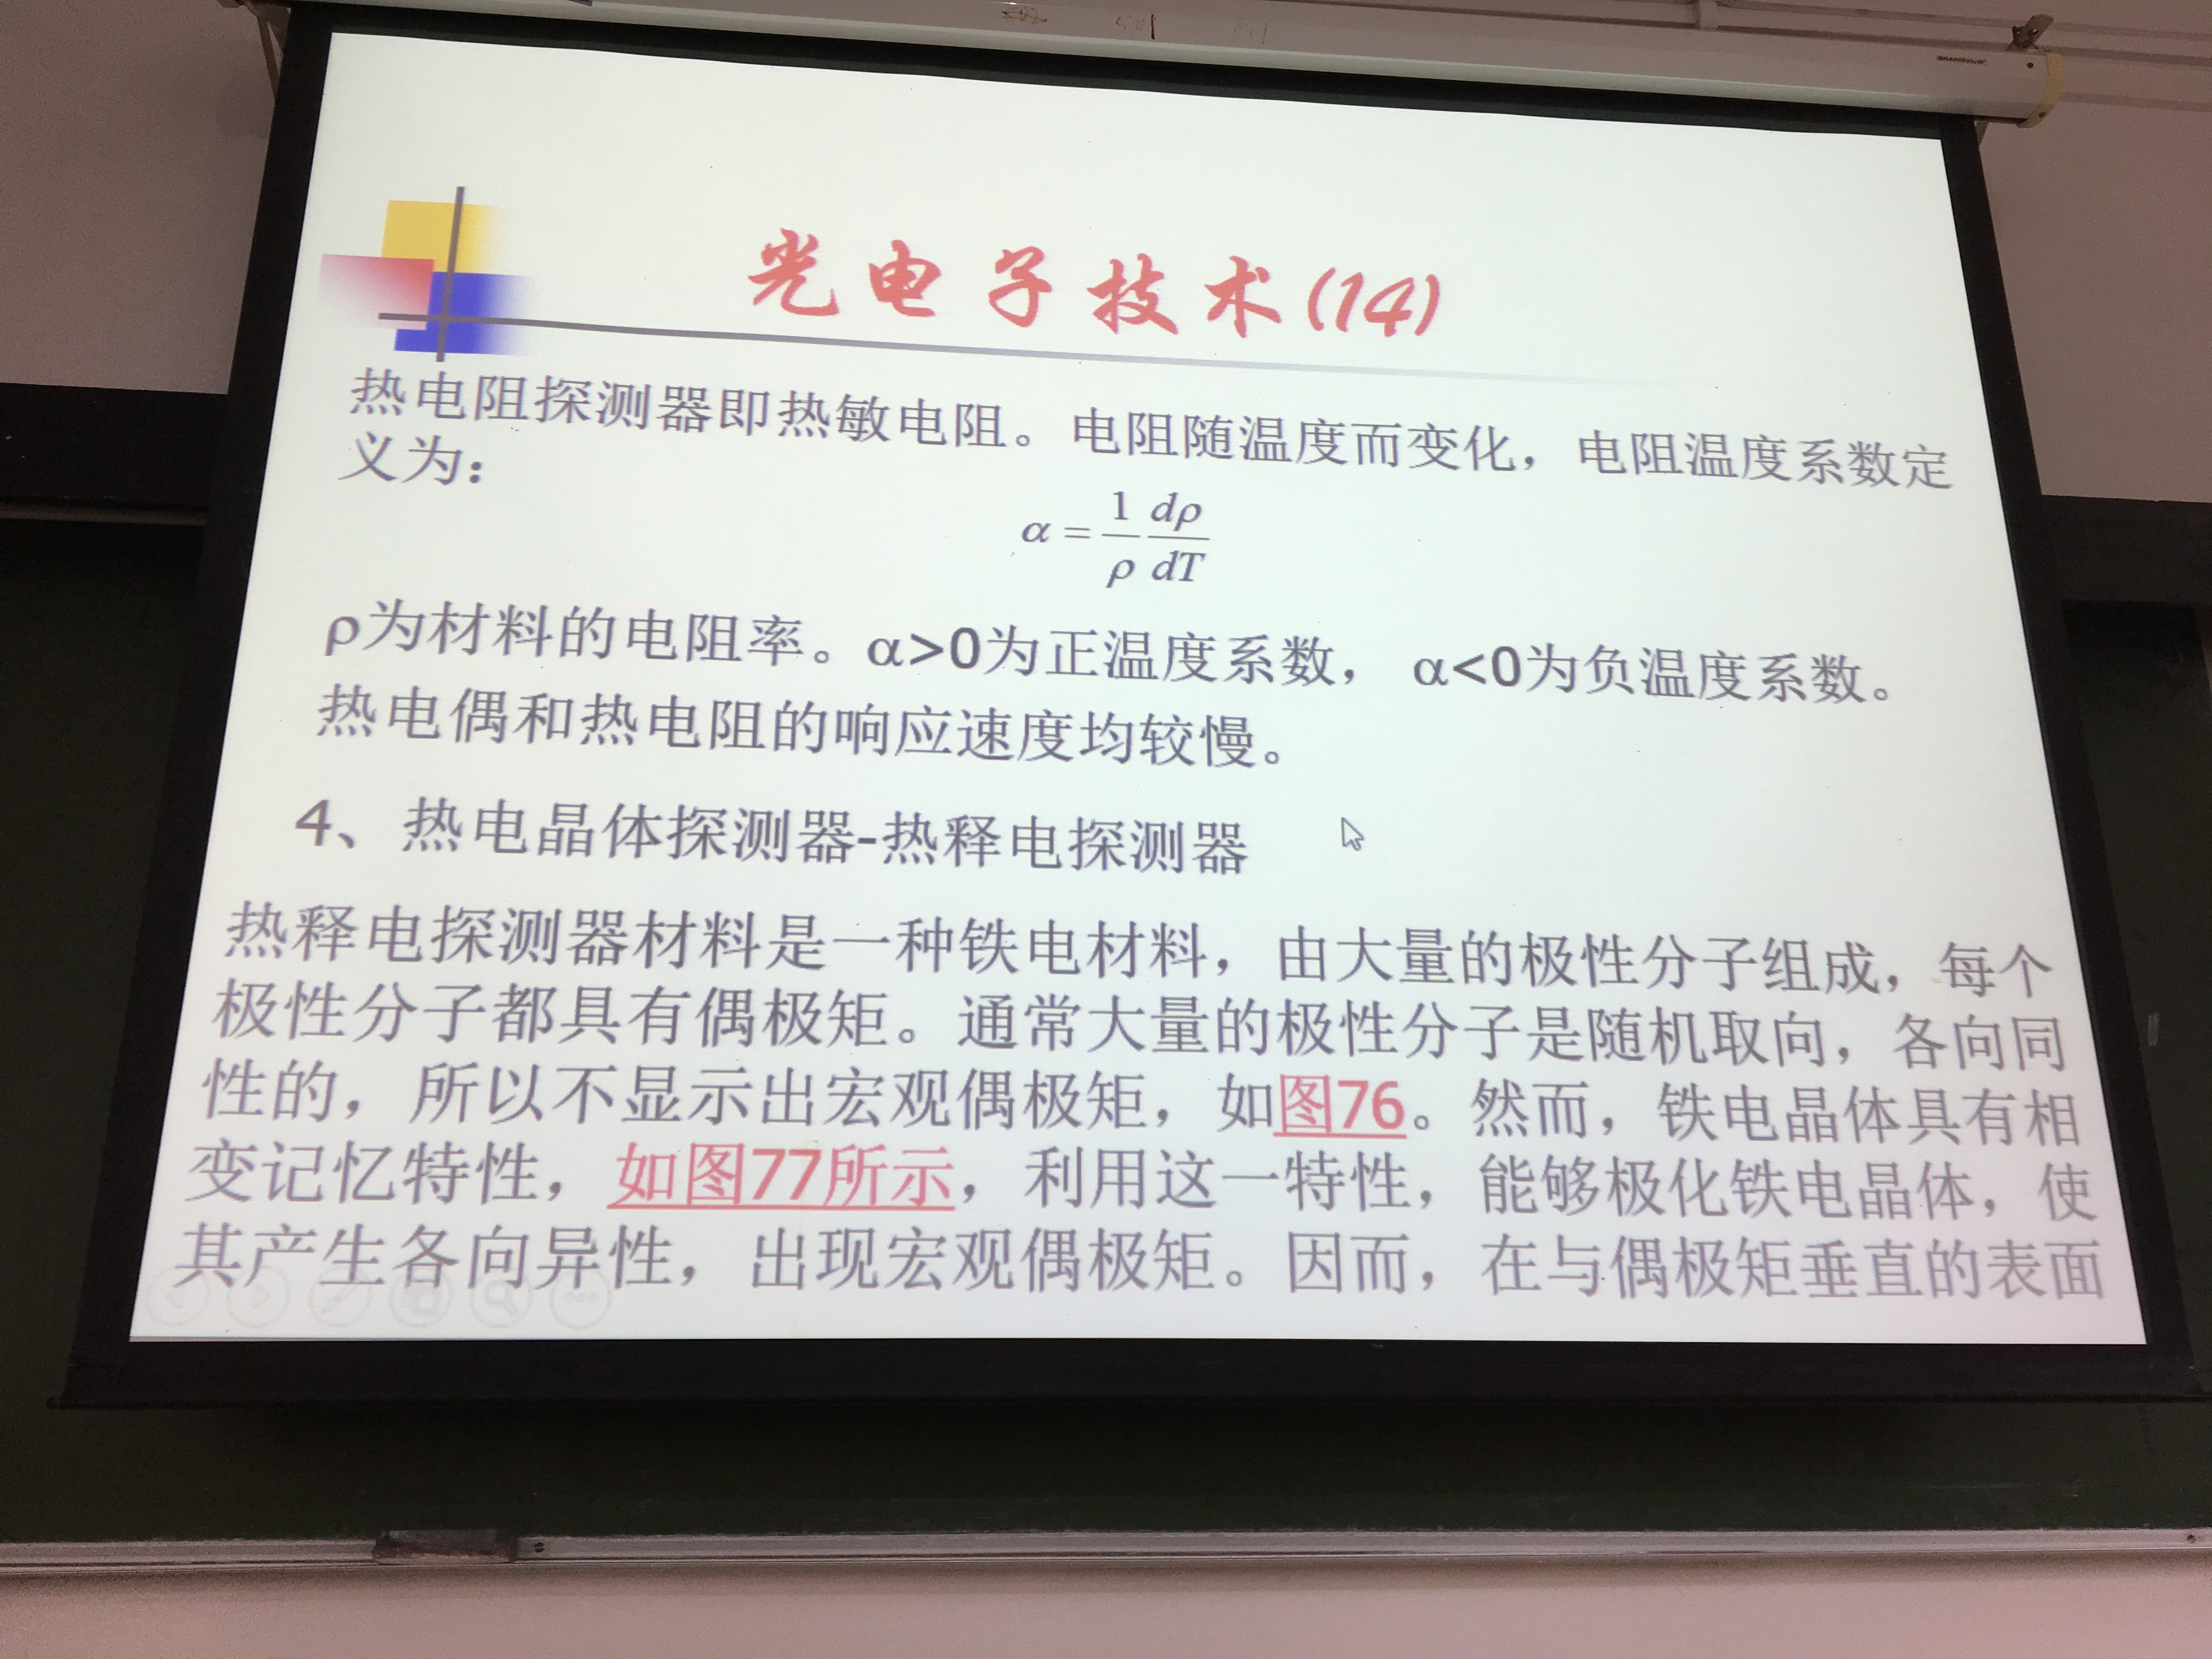 光电子技术(14)
热电阻探测器即热敏电阻。电阻随温度而变化，电阻温度系数定
义为：
α = 1/ρ dρ/dT
ρ为材料的电阻率。α>0为正温度系数， α<0为负温度系数。
热电偶和热电阻的响应速度均较慢。
4、热电晶体探测器-热释电探测器
热释电探测器材料是一种铁电材料，由大量的极性分子组成，每个
极性分子都具有偶极矩。通常大量的极性分子是随机取向，各向同
性的，所以不显示出宏观偶极矩，如图76。然而，铁电晶体具有相
变记忆特性，如图77所示，利用这一特性，能够极化铁电晶体，使
其产生各向异性，出现宏观偶极矩。因而，在与偶极矩垂直的表面